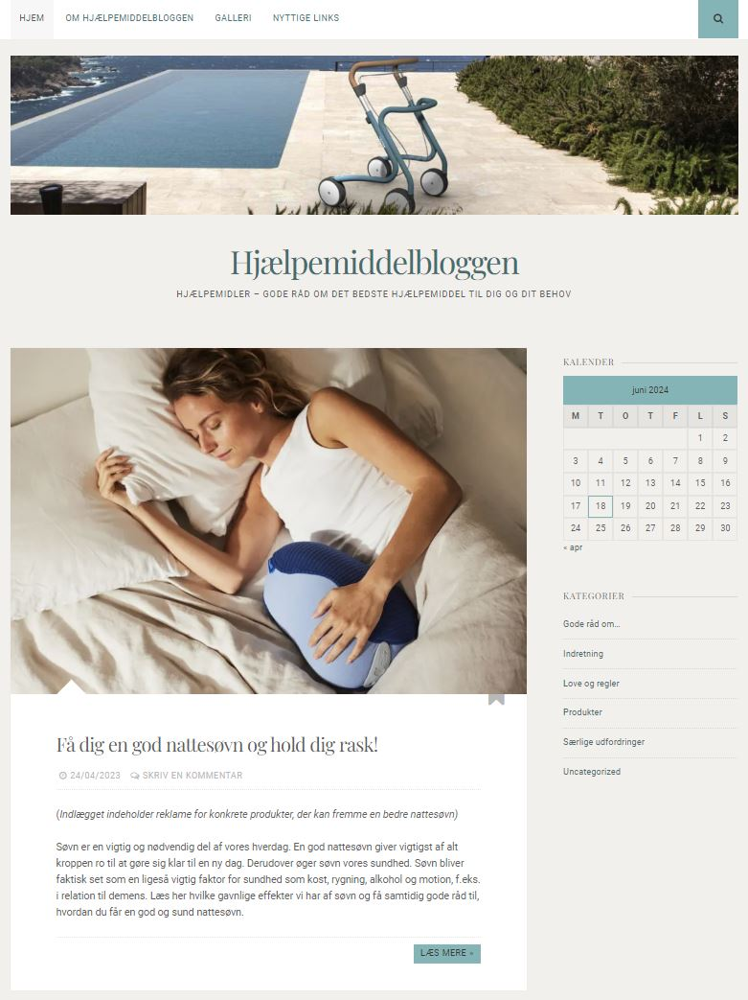 HJEM OM HJÆLPEMIDDELBLOGGEN GALLERI NYTTIGE LINKS
Hjælpemiddelbloggen
HJÆLPEMIDLER – GODE RÅD OM DET BEDSTE HJÆLPEMIDDEL TIL DIG OG DIT BEHOV
Få dig en god nattesøvn og hold dig rask!
24/04/2023 SKRIV EN KOMMENTAR
(Indlægget indeholder reklame for konkrete produkter, der kan fremme en bedre nattesøvn)
Søvn er en vigtig og nødvendig del af vores hverdag. En god nattesøvn giver vigtigst af alt
kroppen ro til at gøre sig klar til en ny dag. Derudover øger søvn vores sundhed. Søvn bliver
faktisk set som en ligeså vigtig faktor for sundhed som kost, rygning, alkohol og motion, f.eks.
i relation til demens. Læs her hvilke gavnlige effekter vi har af søvn og få samtidig gode råd til,
hvordan du får en god og sund nattesøvn.
LÆS MERE »
KALENDER
juni 2024
M T O T F L S
1 2
3 4 5 6 7 8 9
10 11 12 13 14 15 16
17 18 19 20 21 22 23
24 25 26 27 28 29 30
« apr
KATEGORIER
Gode råd om…
Indretning
Love og regler
Produkter
Særlige udfordringer
Uncategorized